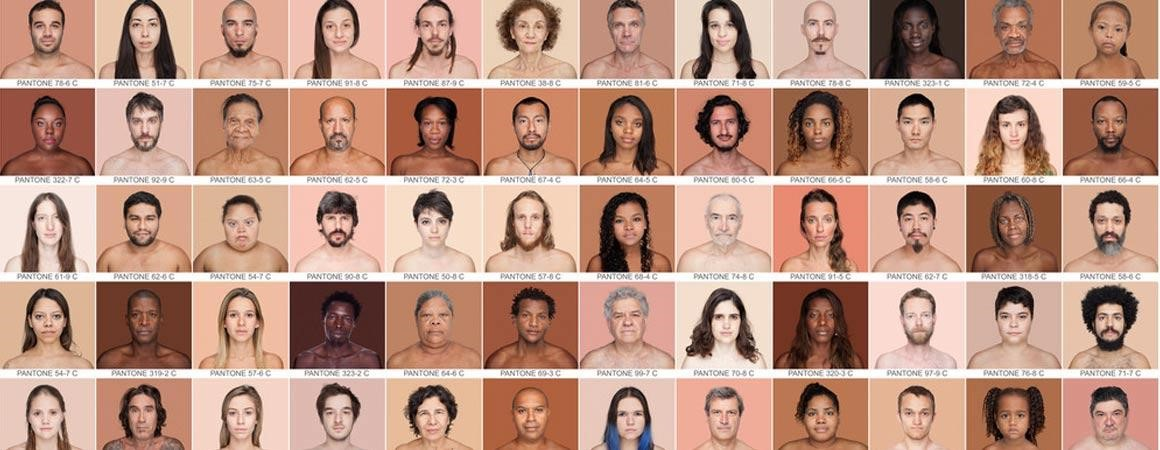 PANTONE 78-6 C PANTONE 51-7 C PANTONE 75-7 C PANTONE 91-8 C PANTONE 87-9 C PANTONE 38-8 C PANTONE 81-6 C PANTONE 71-8 C PANTONE 78-8 C PANTONE 323-1 C PANTONE 72-4 C PANTONE 59-5 C
PANTONE 322-7 C PANTONE 92-9 C PANTONE 63-5 C PANTONE 62-5 C PANTONE 72-3 C PANTONE 67-4 C PANTONE 64-5 C PANTONE 80-5 C PANTONE 66-5 C PANTONE 58-6 C PANTONE 60-8 C PANTONE 66-4 C
PANTONE 61-9 C PANTONE 62-6 C PANTONE 54-7 C PANTONE 90-8 C PANTONE 50-8 C PANTONE 57-8 C PANTONE 68-4 C PANTONE 74-8 C PANTONE 91-5 C PANTONE 62-7 C PANTONE 318-5 C PANTONE 58-6 C
PANTONE 54-7 C PANTONE 319-2 C PANTONE 57-6 C PANTONE 323-2 C PANTONE 64-6 C PANTONE 69-3 C PANTONE 99-7 C PANTONE 70-8 C PANTONE 320-3 C PANTONE 97-9 C PANTONE 76-8 C PANTONE 71-7 C